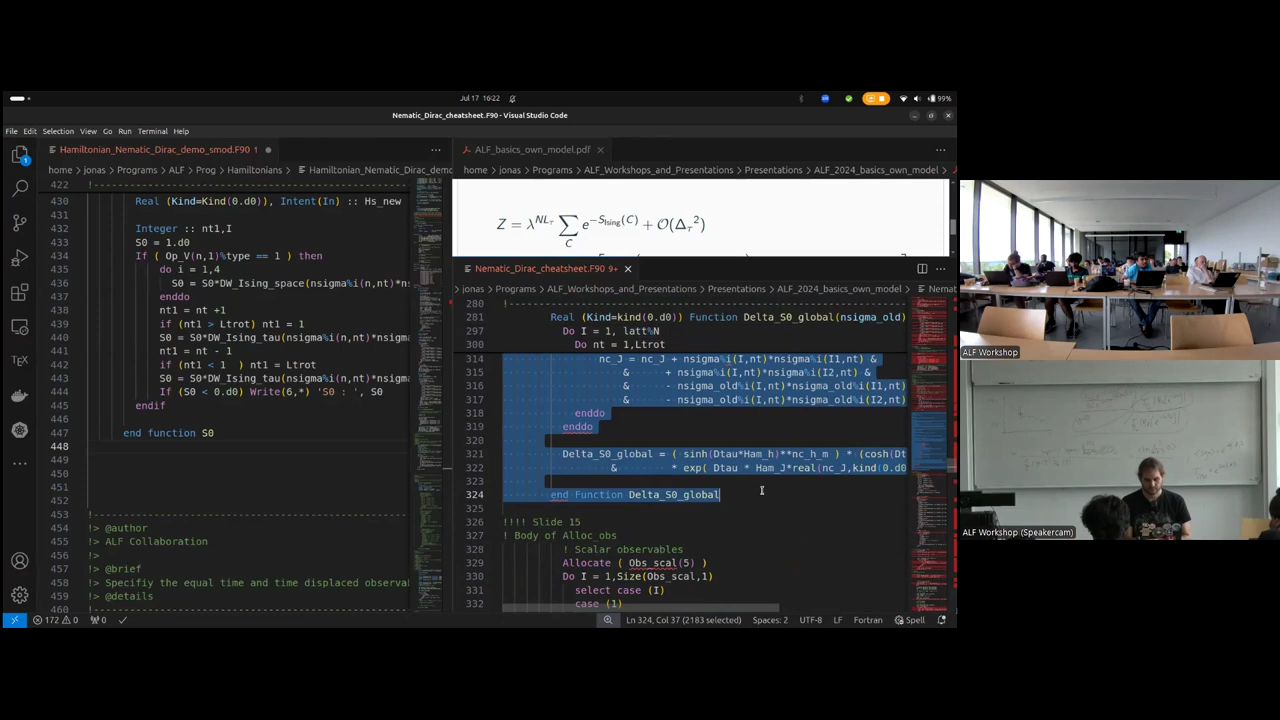 Jul 17 16:22
99%
Nematic_Dirac_cheatsheet.F90 - Visual Studio Code
File Edit Selection View Go Run Terminal Help
Hamiltonian_Nematic_Dirac_demo_smod.F90 1
home > jonas > Programs > ALF > Prog > Hamiltonians > Hamiltonian_Nematic_Dirac_demo
422 !
430 Real (Kind=Kind(0.d0)), Intent(In) :: Hs_new
431
432 Integer :: nt1,I
433 S0 = 1.d0
434 If ( Op_V(n,1)%type == 1 ) then
435 do i = 1,4
436 S0 = S0*DW_Ising_space(nsigma%i(n,nt)*ns
437 enddo
438 nt1 = nt +1
439 if (nt1 > Ltrot) nt1 = 1
440 S0 = S0*DW_Ising_tau(nsigma%i(n,nt)*nsig
441 nt1 = nt - 1
442 if (nt1 < 1 ) nt1 = Ltrot
443 S0 = S0*DW_Ising_tau(nsigma%i(n,nt)*nsig
444 If (S0 < 0.d0) Write(6,*) 'S0 : ', S0
445 endif
446
447 end function S0
448
449
450
451
452
453 !
454 !> @author
455 !> ALF Collaboration
456 !>
457 !> @brief
458 !> Specifiy the equal time and time displaced observa
459 !> @details
460 !
ALF_basics_own_model.pdf
home > jonas > Programs > ALF_Workshops_and_Presentations > Presentations > ALF_2024_basics_own_model >
Z = λ^{NL_τ} ∑_C e^{-S_Ising(C)} + O(Δ_τ²)
Nematic_Dirac_cheatsheet.F90 9+
jonas > Programs > ALF_Workshops_and_Presentations > Presentations > ALF_2024_basics_own_model > Nemat
280 !
281 Real (Kind=kind(0.d0)) Function Delta_S0_global(nsigma_old)
297 Do I = 1, latt%N
300 Do nt = 1,Ltrot
314 nc_J = nc_J + nsigma%i(I,nt)*nsigma%i(I1,nt) &
315 & + nsigma%i(I,nt)*nsigma%i(I2,nt) &
316 & - nsigma_old%i(I,nt)*nsigma_old%i(I1,nt)
317 & - nsigma_old%i(I,nt)*nsigma_old%i(I2,nt)
318 enddo
319 enddo
320
321 Delta_S0_global = ( sinh(Dtau*Ham_h)**nc_h_m ) * (cosh(Dt
322 & * exp( Dtau * Ham_J*real(nc_J,kind(0.d0
323
324 end Function Delta_S0_global
325
326 !!!! Slide 15
327 ! Body of Alloc_obs
328 ! Scalar observables
329 Allocate ( Obs_scal(5) )
330 Do I = 1,Size(Obs_scal,1)
331 select case (I)
332 case (1)
172 0 0
Ln 324, Col 37 (2183 selected) Spaces: 2 UTF-8 LF Fortran Spell
ALF Workshop
ALF Workshop (Speakercam)